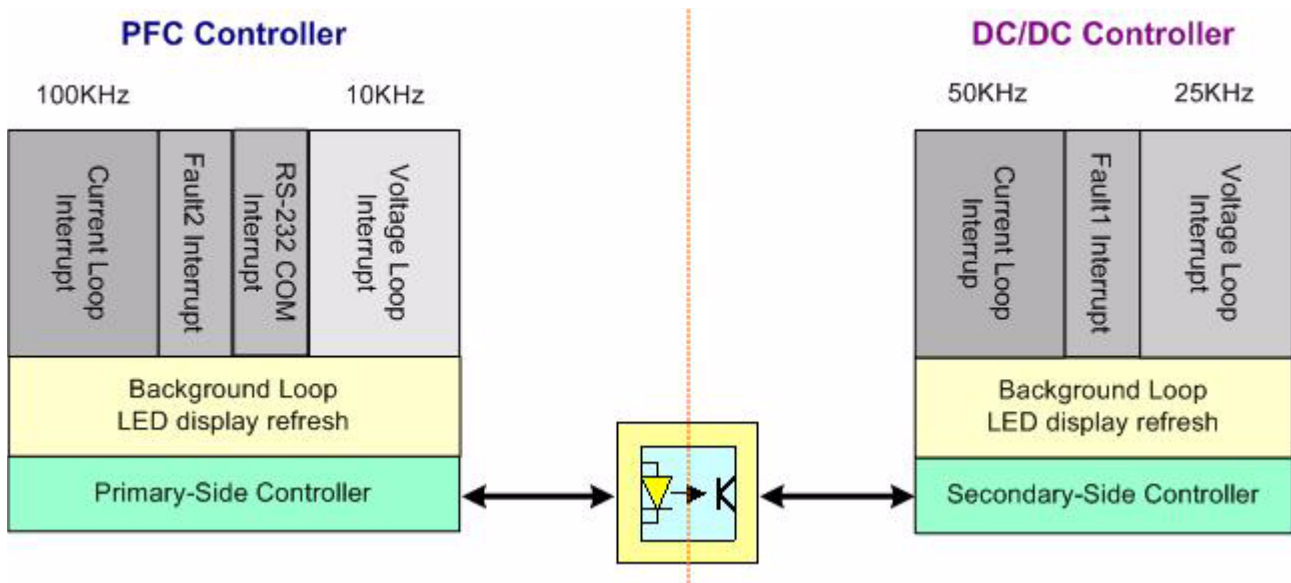 PFC Controller
DC/DC Controller
100KHz
10KHz
50KHz
25KHz
Current Loop
Interrupt
Fault2 Interrupt
RS-232 COM
Interrupt
Voltage Loop
Interrupt
Current Loop
Interrup
Fault1 Interrupt
Voltage Loop
Interrupt
Background Loop
LED display refresh
Background Loop
LED display refresh
Primary-Side Controller
Secondary-Side Controller